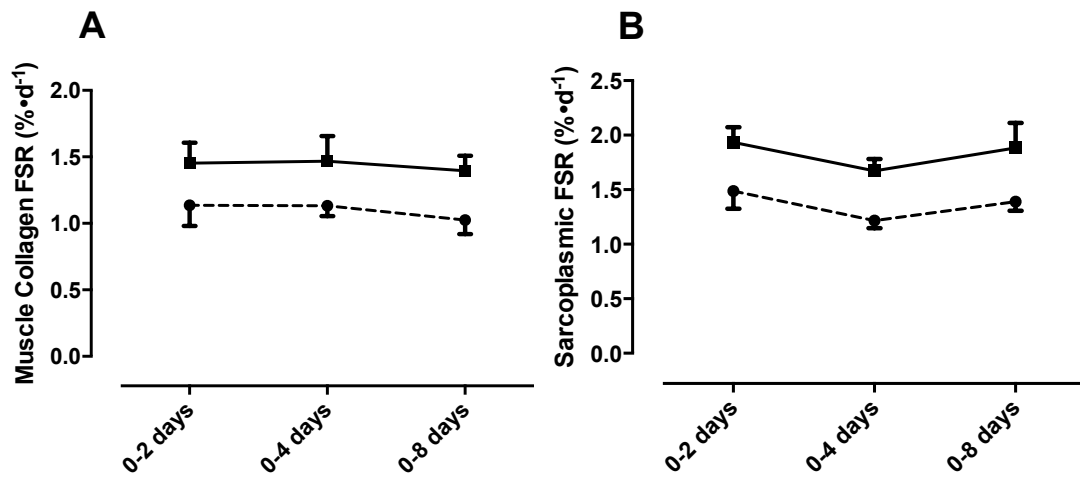 A
Muscle Collagen FSR (%•d-1)
2.0
1.5
1.0
0.5
0.0
0-2 days
0-4 days
0-8 days
B
Sarcoplasmic FSR (%•d-1)
2.5
2.0
1.5
1.0
0.5
0.0
0-2 days
0-4 days
0-8 days